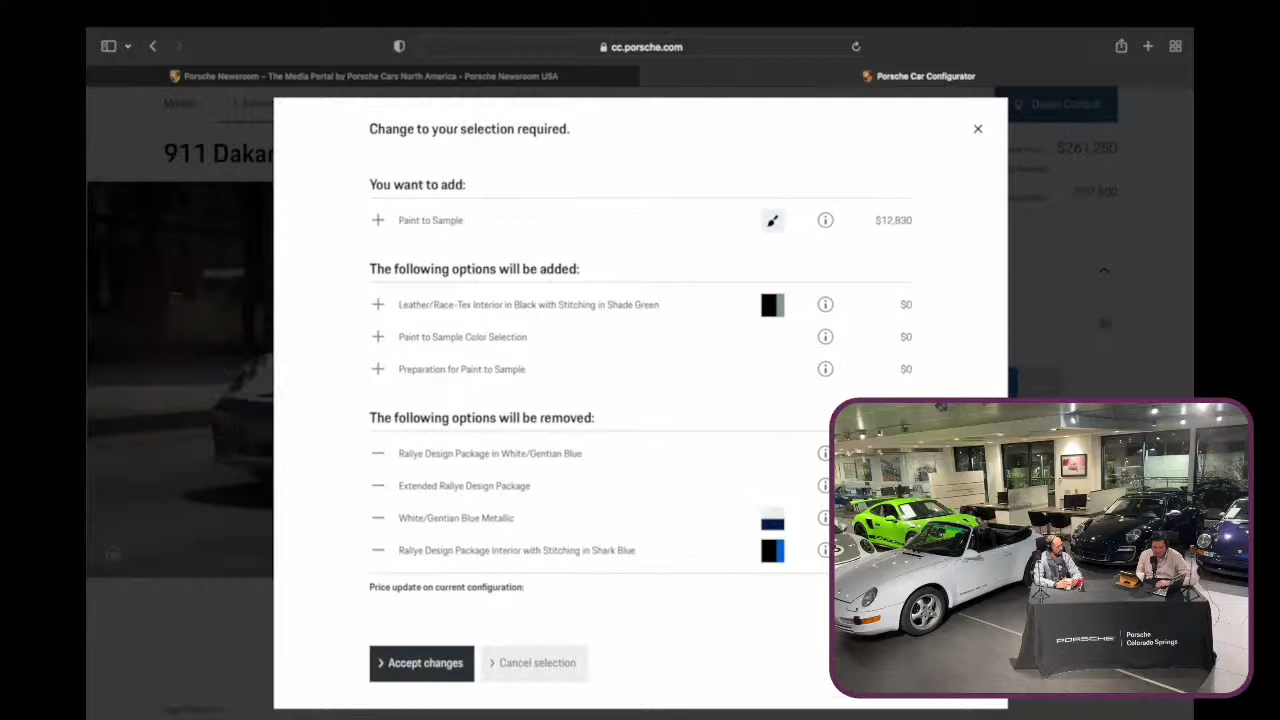 cc.porsche.com
Porsche Newsroom – The Media Portal by Porsche Cars North America - Porsche Newsroom USA
Porsche Car Configurator
911 Dakar
$261,250
Change to your selection required.
You want to add:
Paint to Sample
$12,830
The following options will be added:
Leather/Race-Tex Interior in Black with Stitching in Shade Green
$0
Paint to Sample Color Selection
$0
Preparation for Paint to Sample
$0
The following options will be removed:
Rallye Design Package in White/Gentian Blue
Extended Rallye Design Package
White/Gentian Blue Metallic
Rallye Design Package Interior with Stitching in Shark Blue
Price update on current configuration:
Accept changes
Cancel selection
$0
PORSCHE
Porsche
Colorado Springs